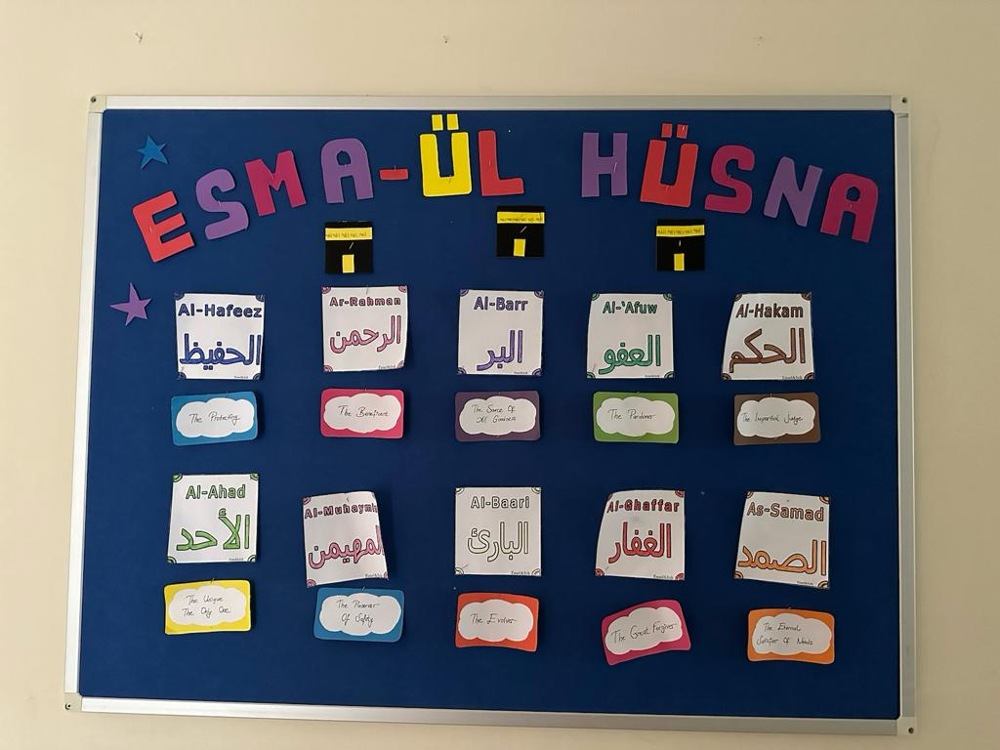 ESMA-ÜL HÜSNA
Al-Hafeez
الحفيظ
The Protecting
Ar-Rahman
الرحمن
The Beneficent
Al-Barr
البر
The Source Of
All Goodness
Al-'Afuw
العفو
The Pardoner
Al-Hakam
الحكم
The Impartial Judge
Al-Ahad
الأحد
The Unique
The Only One
Al-Muhaymin
المهيمن
The Preserver
Of Safety
Al-Baari
البارئ
The Evolver
Al-Ghaffar
الغفار
The Great Forgiver
As-Samad
الصمد
The Eternal
Satisfier Of Needs